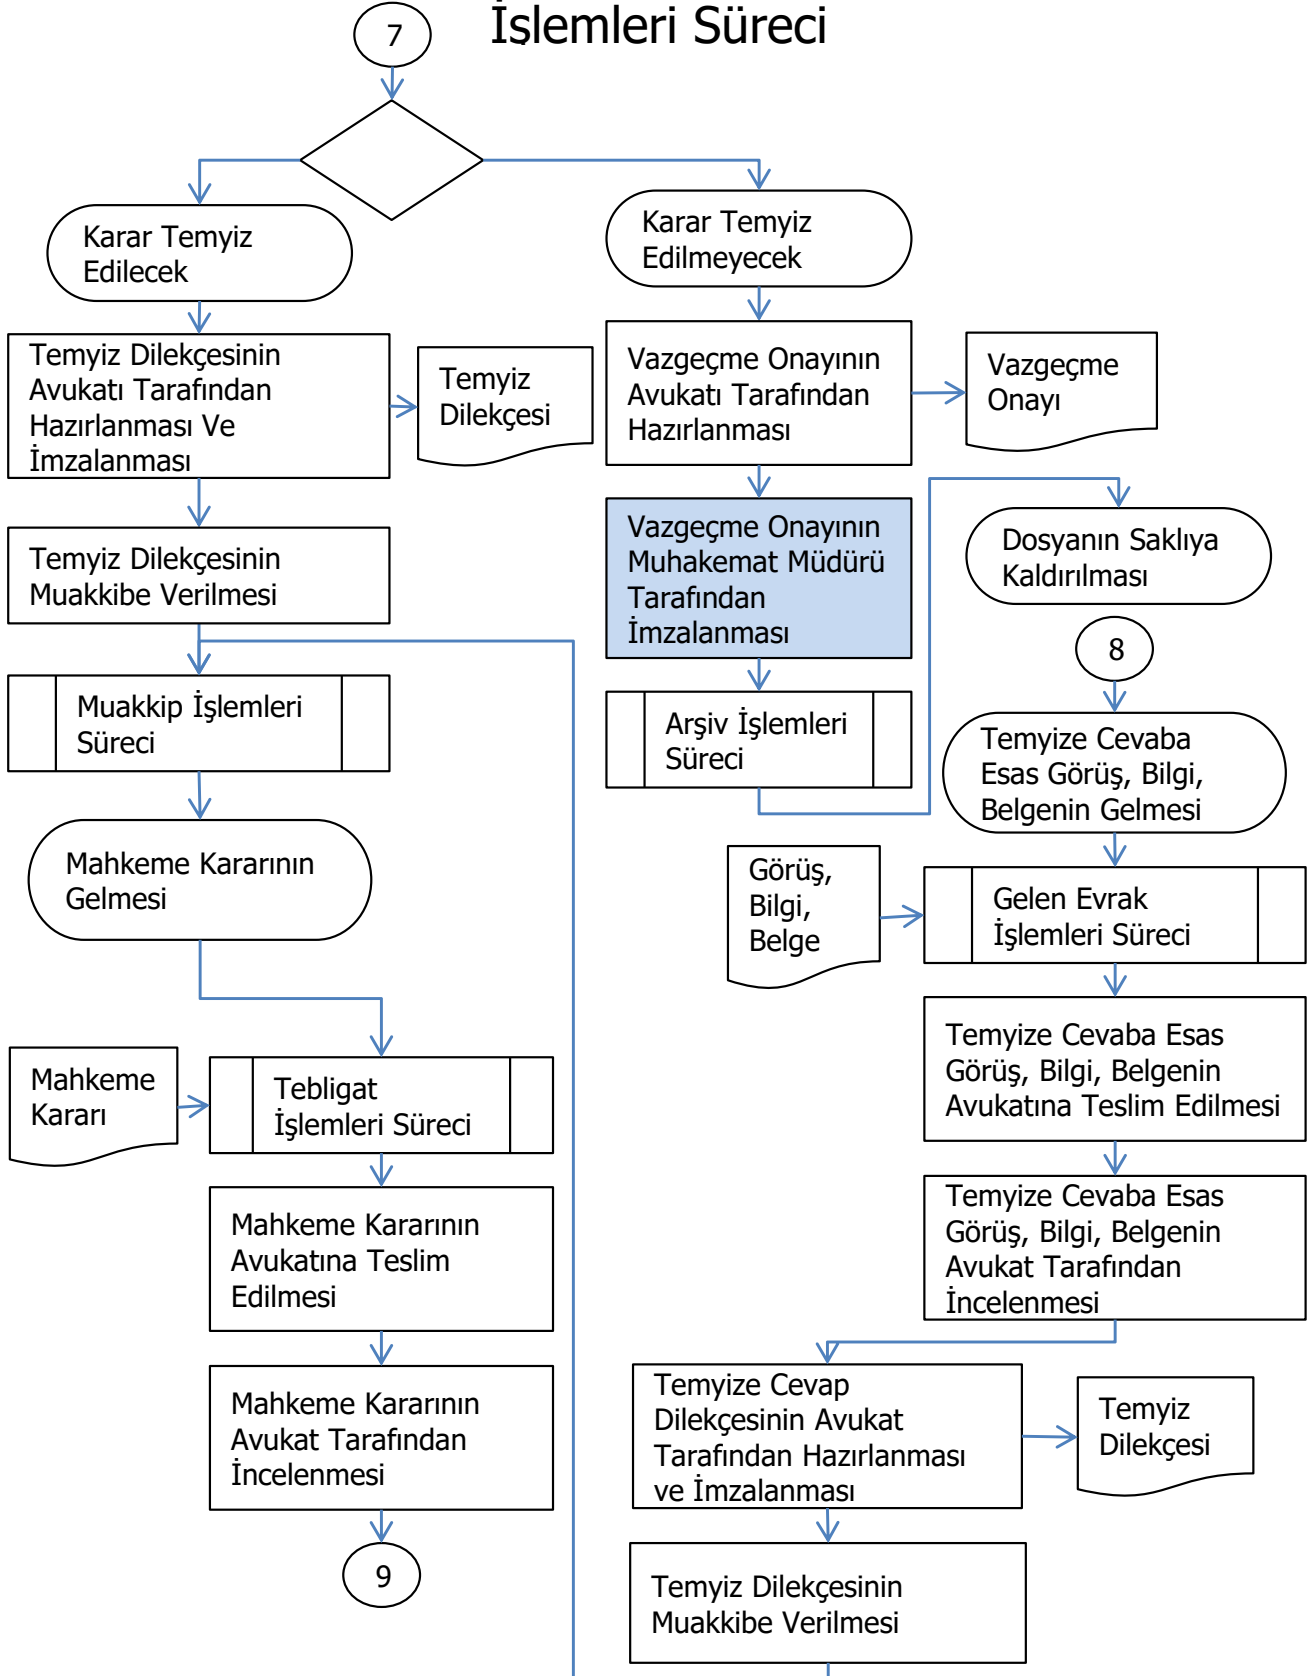 İşlemleri Süreci
7
Karar Temyiz
Edilecek
Karar Temyiz
Edilmeyecek
Temyiz Dilekçesinin
Avukatı Tarafından
Hazırlanması Ve
İmzalanması
Temyiz
Dilekçesi
Vazgeçme Onayının
Avukatı Tarafından
Hazırlanması
Vazgeçme
Onayı
Temyiz Dilekçesinin
Muakkibe Verilmesi
Vazgeçme Onayının
Muhakemat Müdürü
Tarafından
İmzalanması
Dosyanın Saklıya
Kaldırılması
8
Muakkip İşlemleri
Süreci
Arşiv İşlemleri
Süreci
Temyize Cevaba
Esas Görüş, Bilgi,
Belgenin Gelmesi
Mahkeme Kararının
Gelmesi
Görüş,
Bilgi,
Belge
Gelen Evrak
İşlemleri Süreci
Mahkeme
Kararı
Tebligat
İşlemleri Süreci
Temyize Cevaba Esas
Görüş, Bilgi, Belgenin
Avukatına Teslim Edilmesi
Mahkeme Kararının
Avukatına Teslim
Edilmesi
Temyize Cevaba Esas
Görüş, Bilgi, Belgenin
Avukat Tarafından
İncelenmesi
Mahkeme Kararının
Avukat Tarafından
İncelenmesi
Temyize Cevap
Dilekçesinin Avukat
Tarafından Hazırlanması
ve İmzalanması
Temyiz
Dilekçesi
9
Temyiz Dilekçesinin
Muakkibe Verilmesi